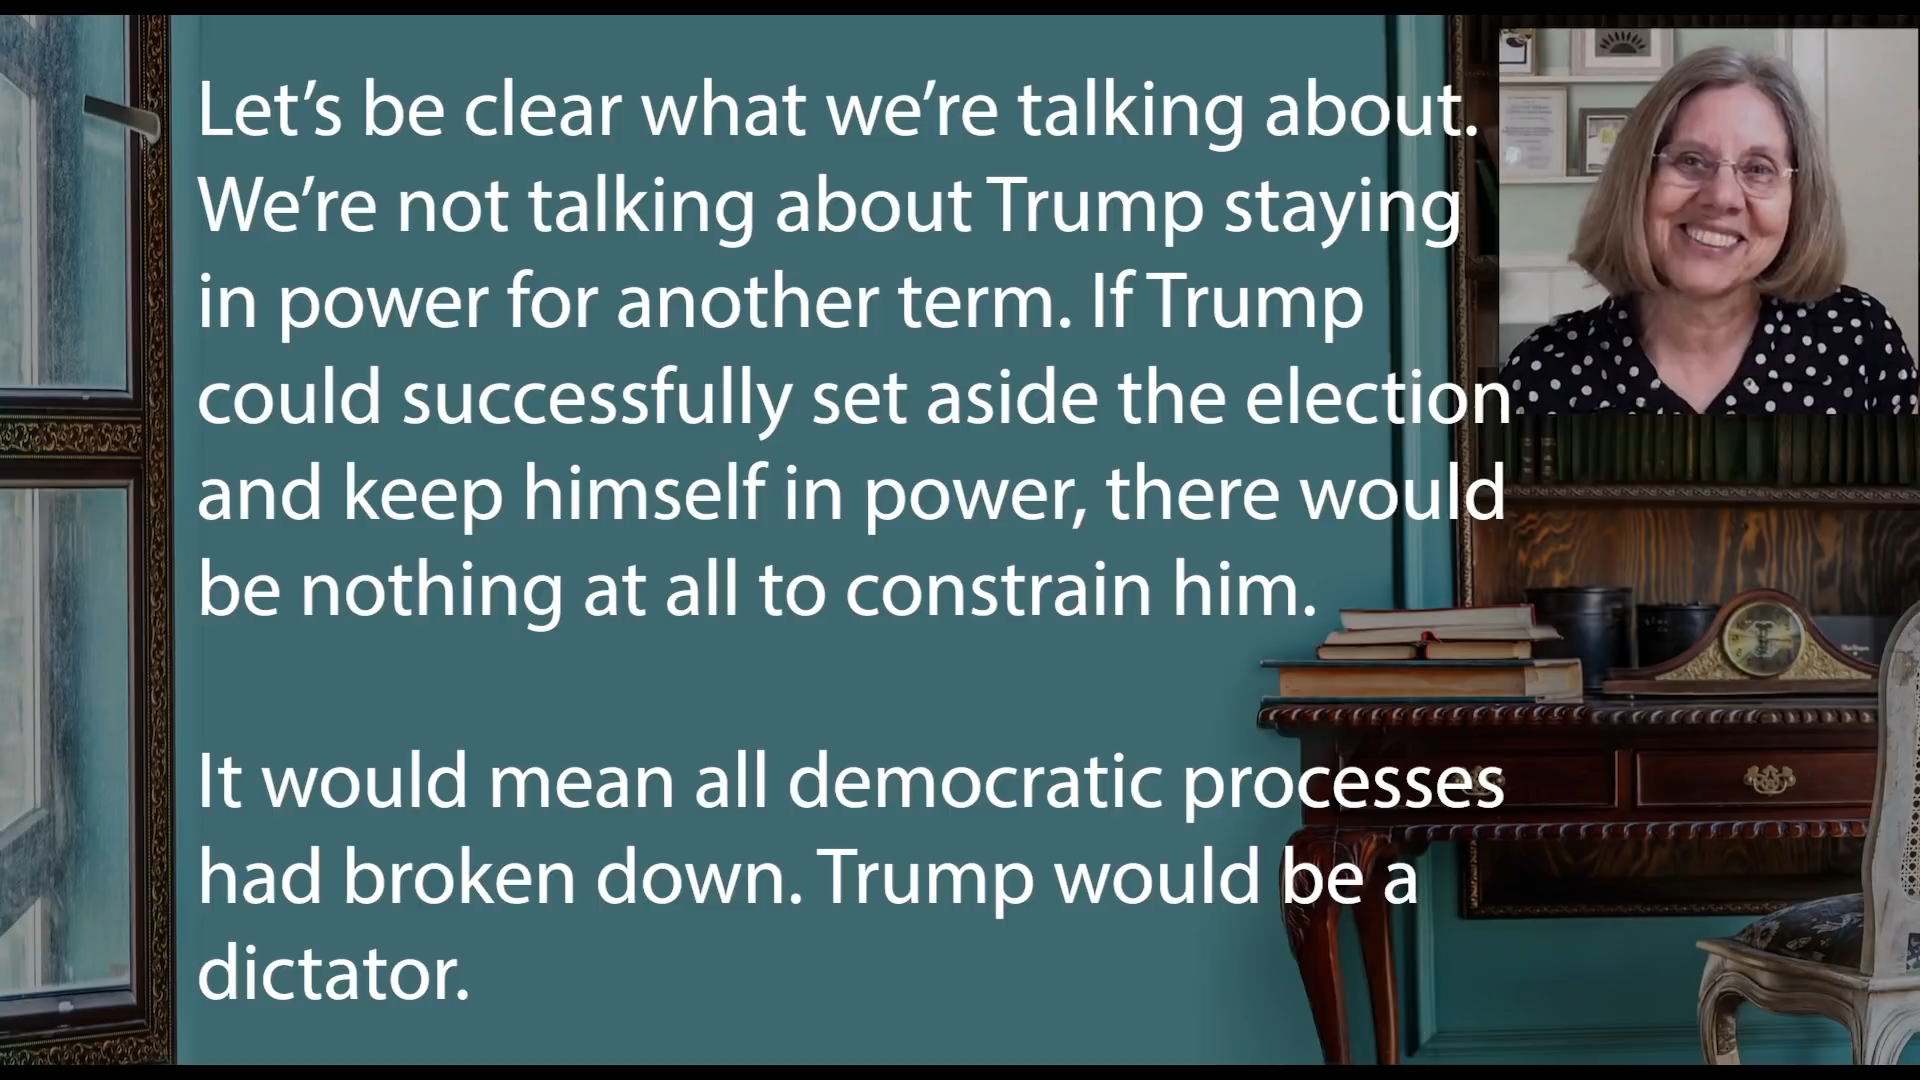 Let’s be clear what we’re talking about.
We’re not talking about Trump staying
in power for another term. If Trump
could successfully set aside the election
and keep himself in power, there would
be nothing at all to constrain him.
It would mean all democratic processes
had broken down. Trump would be a
dictator.